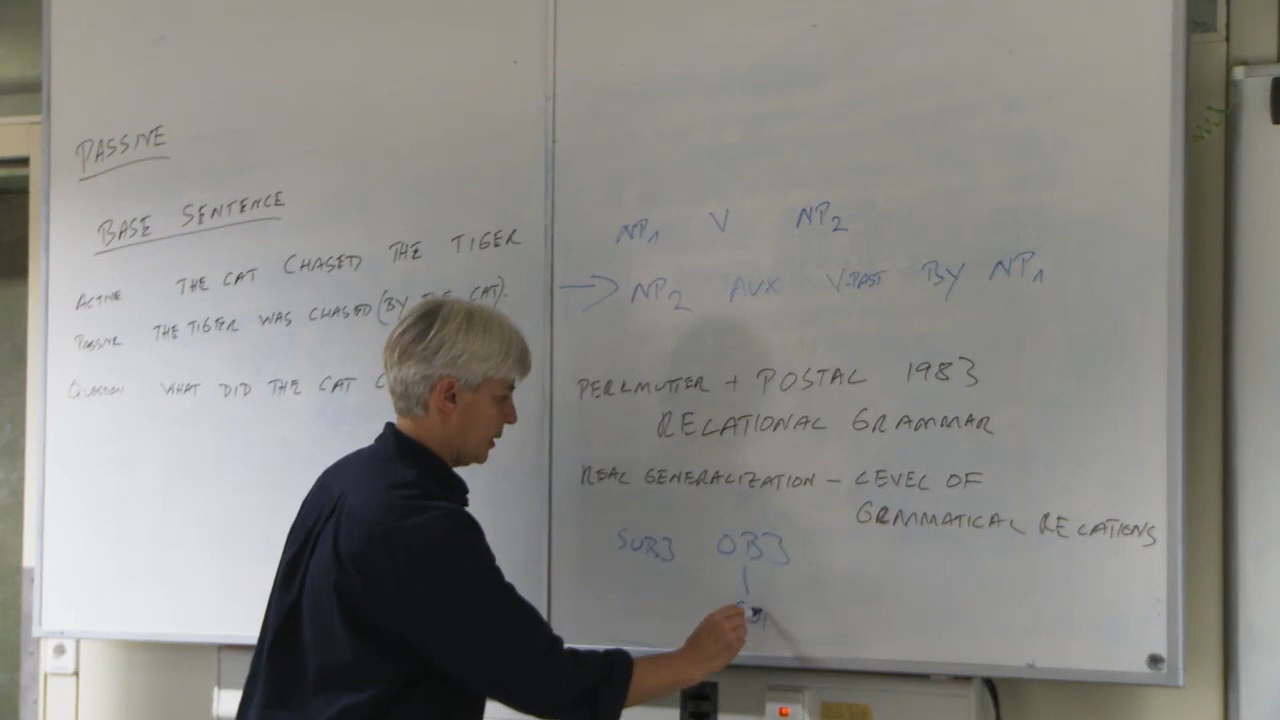 PASSIVE
BASE SENTENCE
ACTIVE THE CAT CHASED THE TIGER
PASSIVE THE TIGER WAS CHASED (BY THE CAT).
QUESTION WHAT DID THE CAT
NP1 V NP2
→ NP2 AUX V-PAST BY NP1
PERLMUTTER + POSTAL 1983
RELATIONAL GRAMMAR
REAL GENERALIZATION – LEVEL OF
GRAMMATICAL RELATIONS
SUBJ OBJ